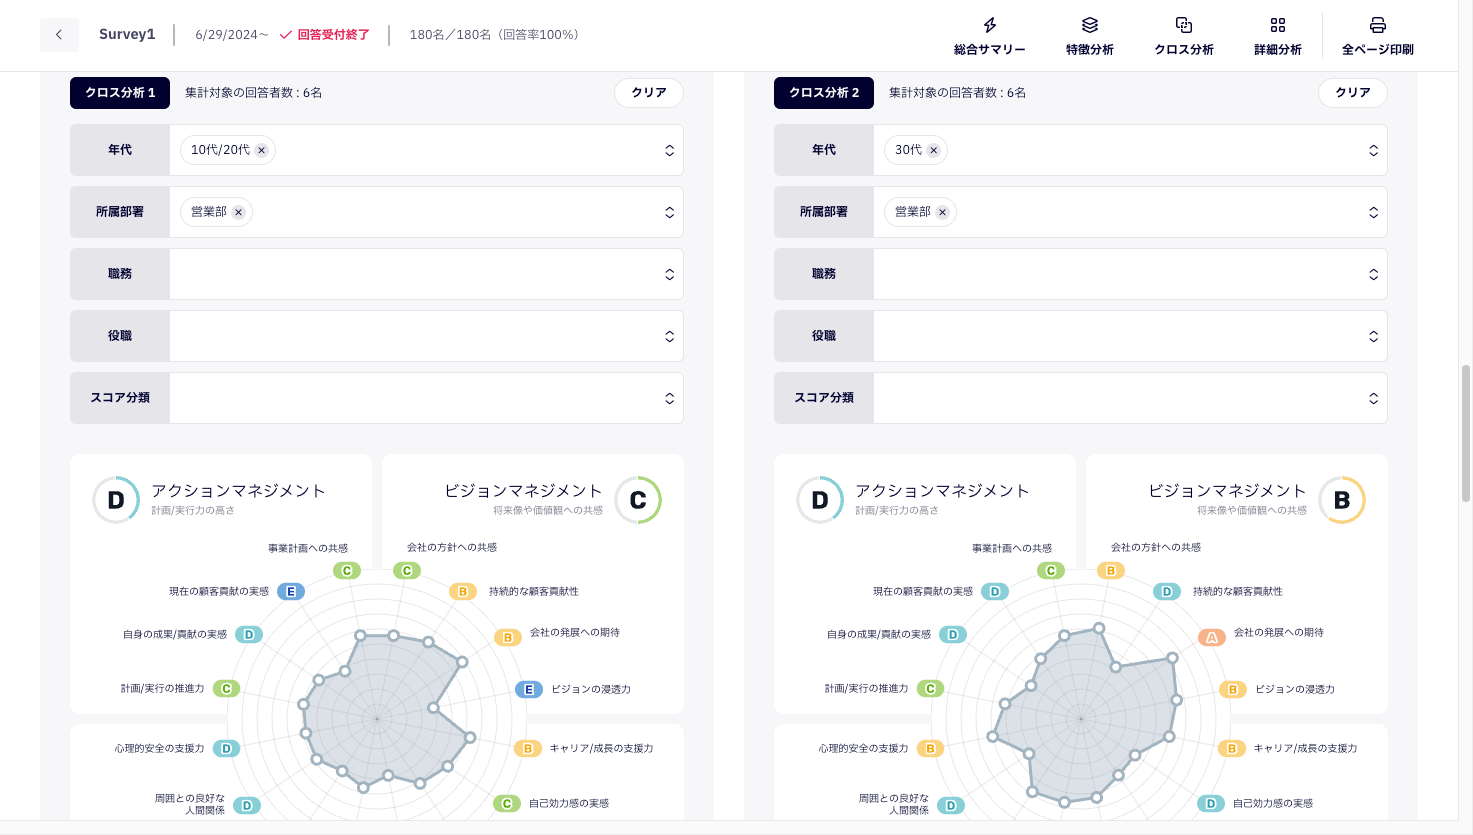 Survey1
6/29/2024～
回答受付終了
180名／180名（回答率100%）
総合サマリー
特徴分析
クロス分析
詳細分析
全ページ印刷
クロス分析 1
集計対象の回答者数 : 6名
クリア
年代
10代/20代
所属部署
営業部
職務
役職
スコア分類
D
アクションマネジメント
計画/実行力の高さ
ビジョンマネジメント
将来像や価値観への共感
C
事業計画への共感
C
会社の方針への共感
C
現在の顧客貢献の実感
E
B
持続的な顧客貢献性
自身の成果/貢献の実感
D
B
会社の発展への期待
計画/実行の推進力
C
E
ビジョンの浸透力
心理的安全の支援力
D
B
キャリア/成長の支援力
周囲との良好な
人間関係
D
C
自己効力感の実感
クロス分析 2
集計対象の回答者数 : 6名
クリア
年代
30代
所属部署
営業部
職務
役職
スコア分類
D
アクションマネジメント
計画/実行力の高さ
ビジョンマネジメント
将来像や価値観への共感
B
事業計画への共感
C
会社の方針への共感
B
現在の顧客貢献の実感
D
D
持続的な顧客貢献性
自身の成果/貢献の実感
D
A
会社の発展への期待
計画/実行の推進力
C
B
ビジョンの浸透力
心理的安全の支援力
B
B
キャリア/成長の支援力
周囲との良好な
人間関係
D
D
自己効力感の実感